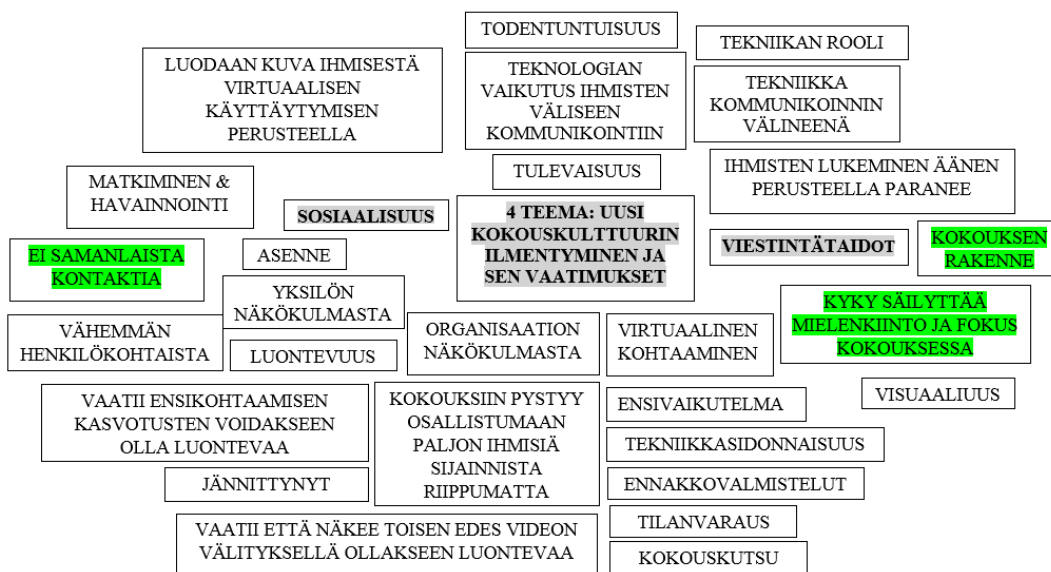 TODENTUNTUISUUS
TEKNIIKAN ROOLI
LUODAAN KUVA IHMISESTÄ
VIRTUAALISEN
KÄYTTÄYTYMISEN
PERUSTEELLA
TEKNOLOGIAN
VAIKUTUS IHMISTEN
VÄLISEEN
KOMMUNIKOINTIIN
TEKNIIKKA
KOMMUNIKOINNIN
VÄLINEENÄ
TULEVAISUUS
IHMISTEN LUKEMINEN ÄÄNEN
PERUSTEELLA PARANEE
MATKIMINEN &
HAVAINNOINTI
SOSIAALISUUS
4 TEEMA: UUSI
KOKOUSKULTTUURIN
ILMENTYMINEN JA
SEN VAATIMUKSET
VIESTINTÄTAIDOT
KOKOUKSEN
RAKENNE
EI SAMANLAISTA
KONTAKTIA
ASENNE
YKSILÖN
NÄKÖKULMASTA
KYKY SÄILYTTÄÄ
MIELENKIINTO JA FOKUS
KOKOUKSESSA
VÄHEMMÄN
HENKILÖKOHTAISTA
LUONTEVUUS
ORGANISAATION
NÄKÖKULMASTA
VIRTUAALINEN
KOHTAAMINEN
VISUAALIUUS
VAATII ENSIKOHTAAMISEN
KASVOTUSTEN VOIDAKSEEN
OLLA LUONTEVAA
KOKOUKSIIN PYSTYY
OSALLISTUMAAN
PALJON IHMISIÄ
SIJAINNISTA
RIIPPUMATTA
ENSIVAIKUTELMA
TEKNIIKKASIDONNAISUUS
JÄNNITTYNYT
ENNAKKOVALMISTELUT
VAATII ETTÄ NÄKEE TOISEN EDES VIDEON
VÄLITYKSELLÄ OLLAKSEEN LUONTEVAA
TILANVARAUS
KOKOUSKUTSU